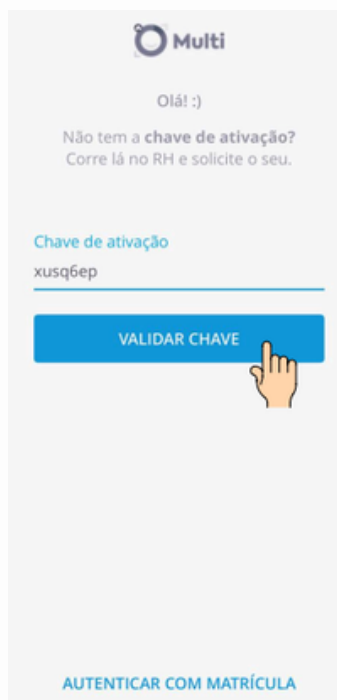 Multi
Olá! :)
Não tem a chave de ativação?
Corre lá no RH e solicite o seu.
Chave de ativação
xusq6ep
VALIDAR CHAVE
AUTENTICAR COM MATRÍCULA